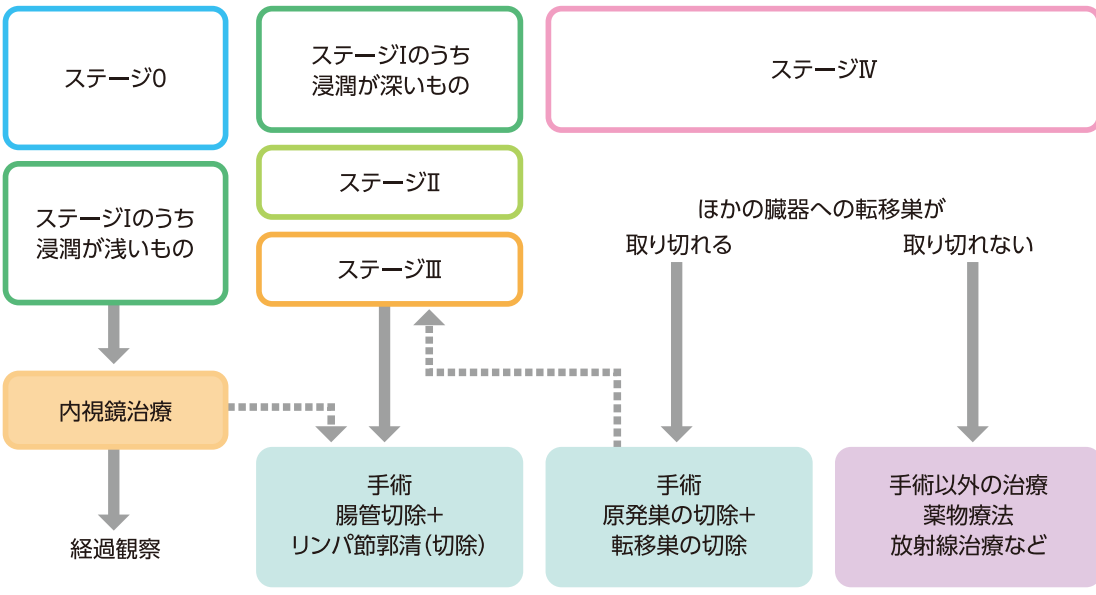 ステージ0
ステージⅠのうち
浸潤が浅いもの
内視鏡治療
経過観察
ステージⅠのうち
浸潤が深いもの
ステージⅡ
ステージⅢ
手術
腸管切除+
リンパ節郭清(切除)
ステージⅣ
ほかの臓器への転移巣が
取り切れる
取り切れない
手術
原発巣の切除+
転移巣の切除
手術以外の治療
薬物療法
放射線治療など